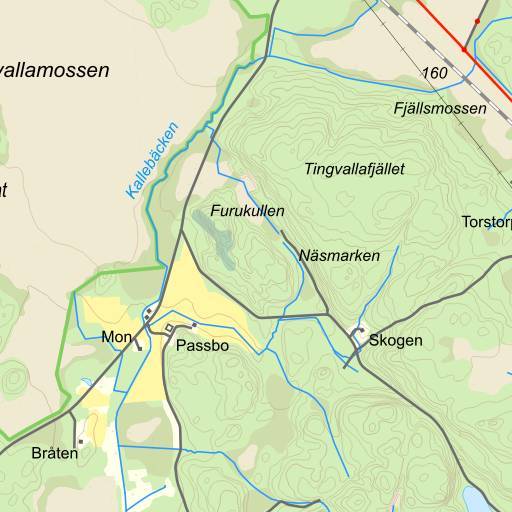 vallamossen
160
Fjällsmossen
Kallebäcken
Tingvallafjället
Furukullen
Torstorp
Näsmarken
Mon
Passbo
Skogen
Bråten